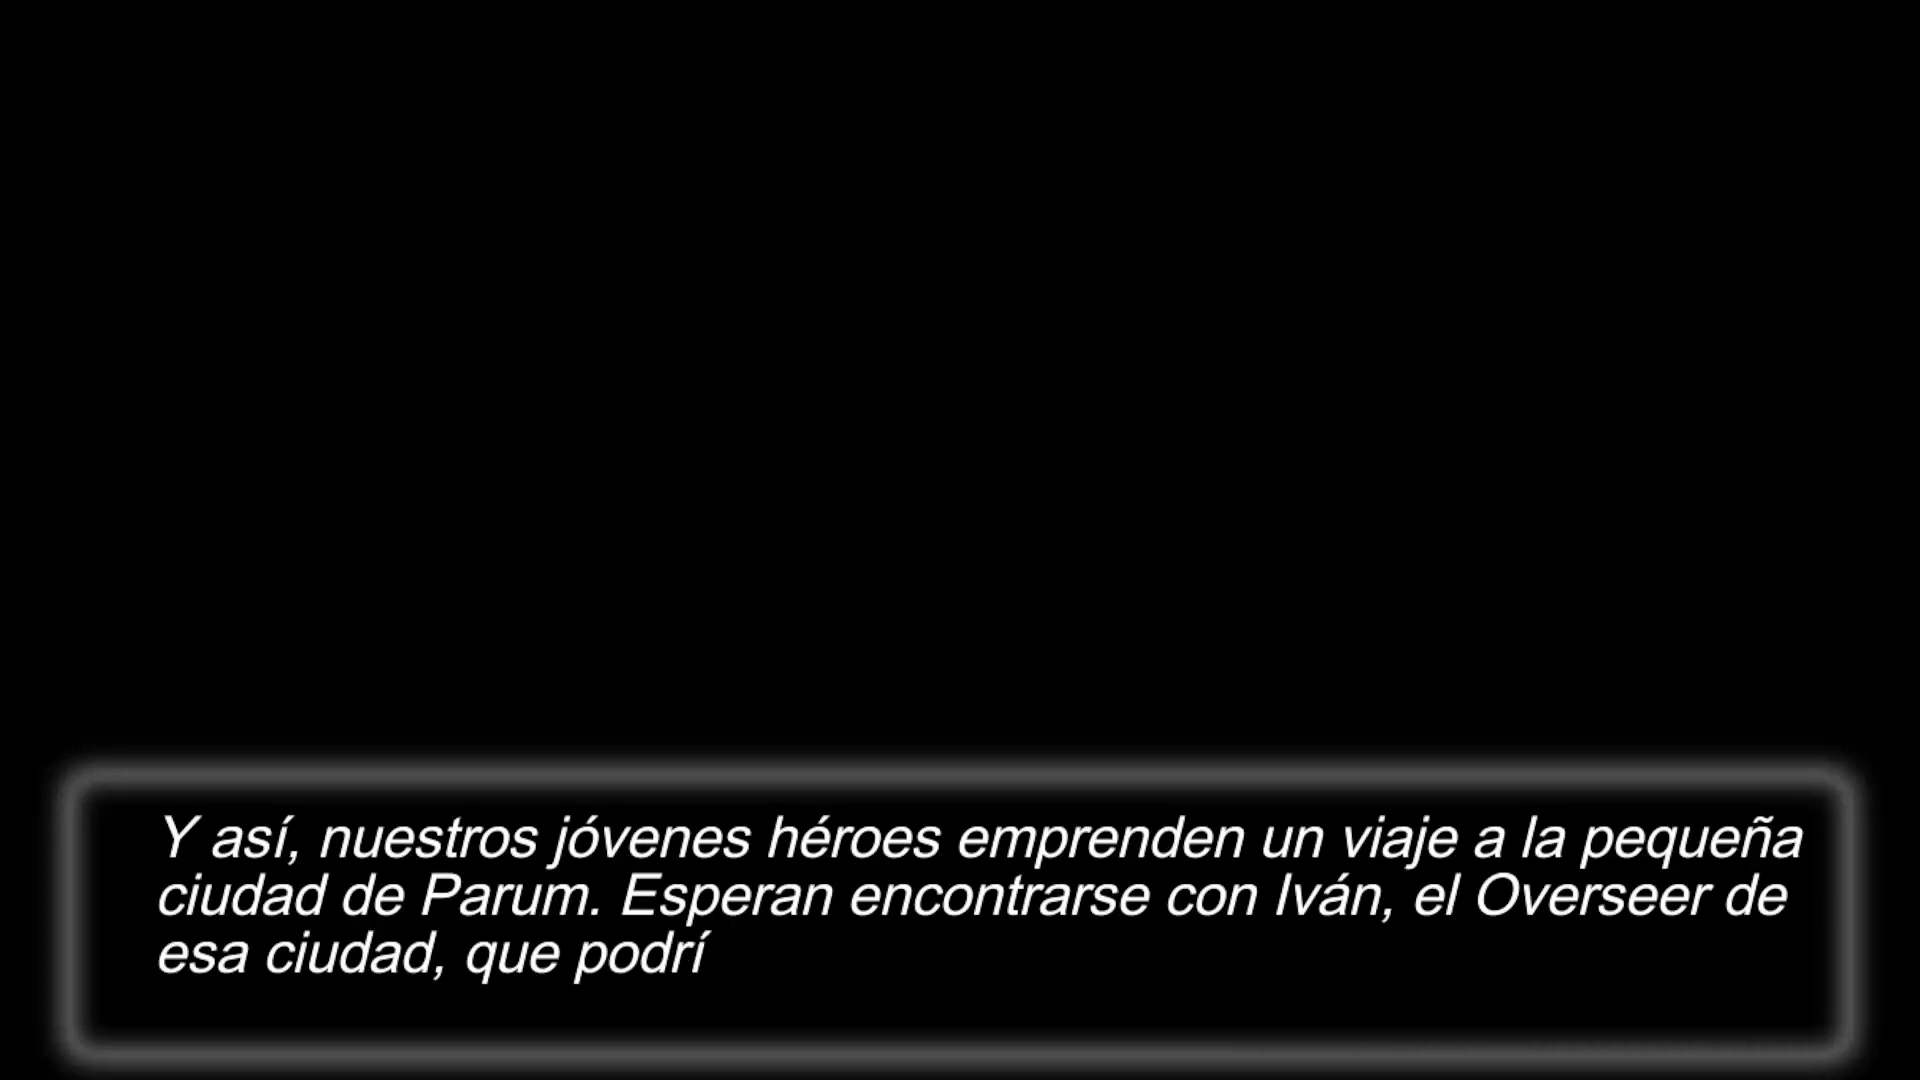 Y así, nuestros jóvenes héroes emprenden un viaje a la pequeña
ciudad de Parum. Esperan encontrarse con Iván, el Overseer de
esa ciudad, que podrí